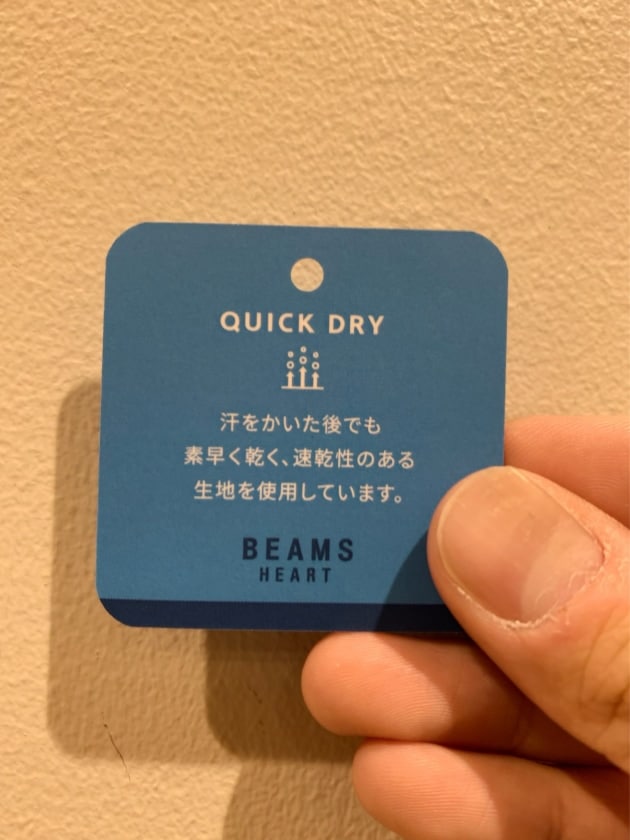 QUICK DRY
汗をかいた後でも
素早く乾く、速乾性のある
生地を使用しています。
BEAMS
HEART